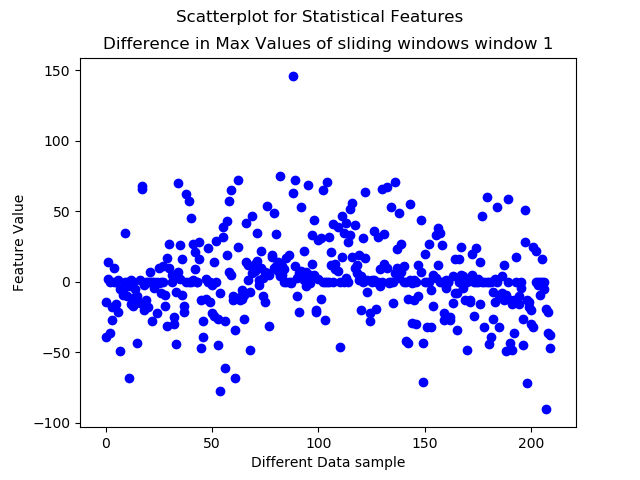 Scatterplot for Statistical Features
Difference in Max Values of sliding windows window 1
150
100
50
0
−50
−100
Feature Value
0 50 100 150 200
Different Data sample